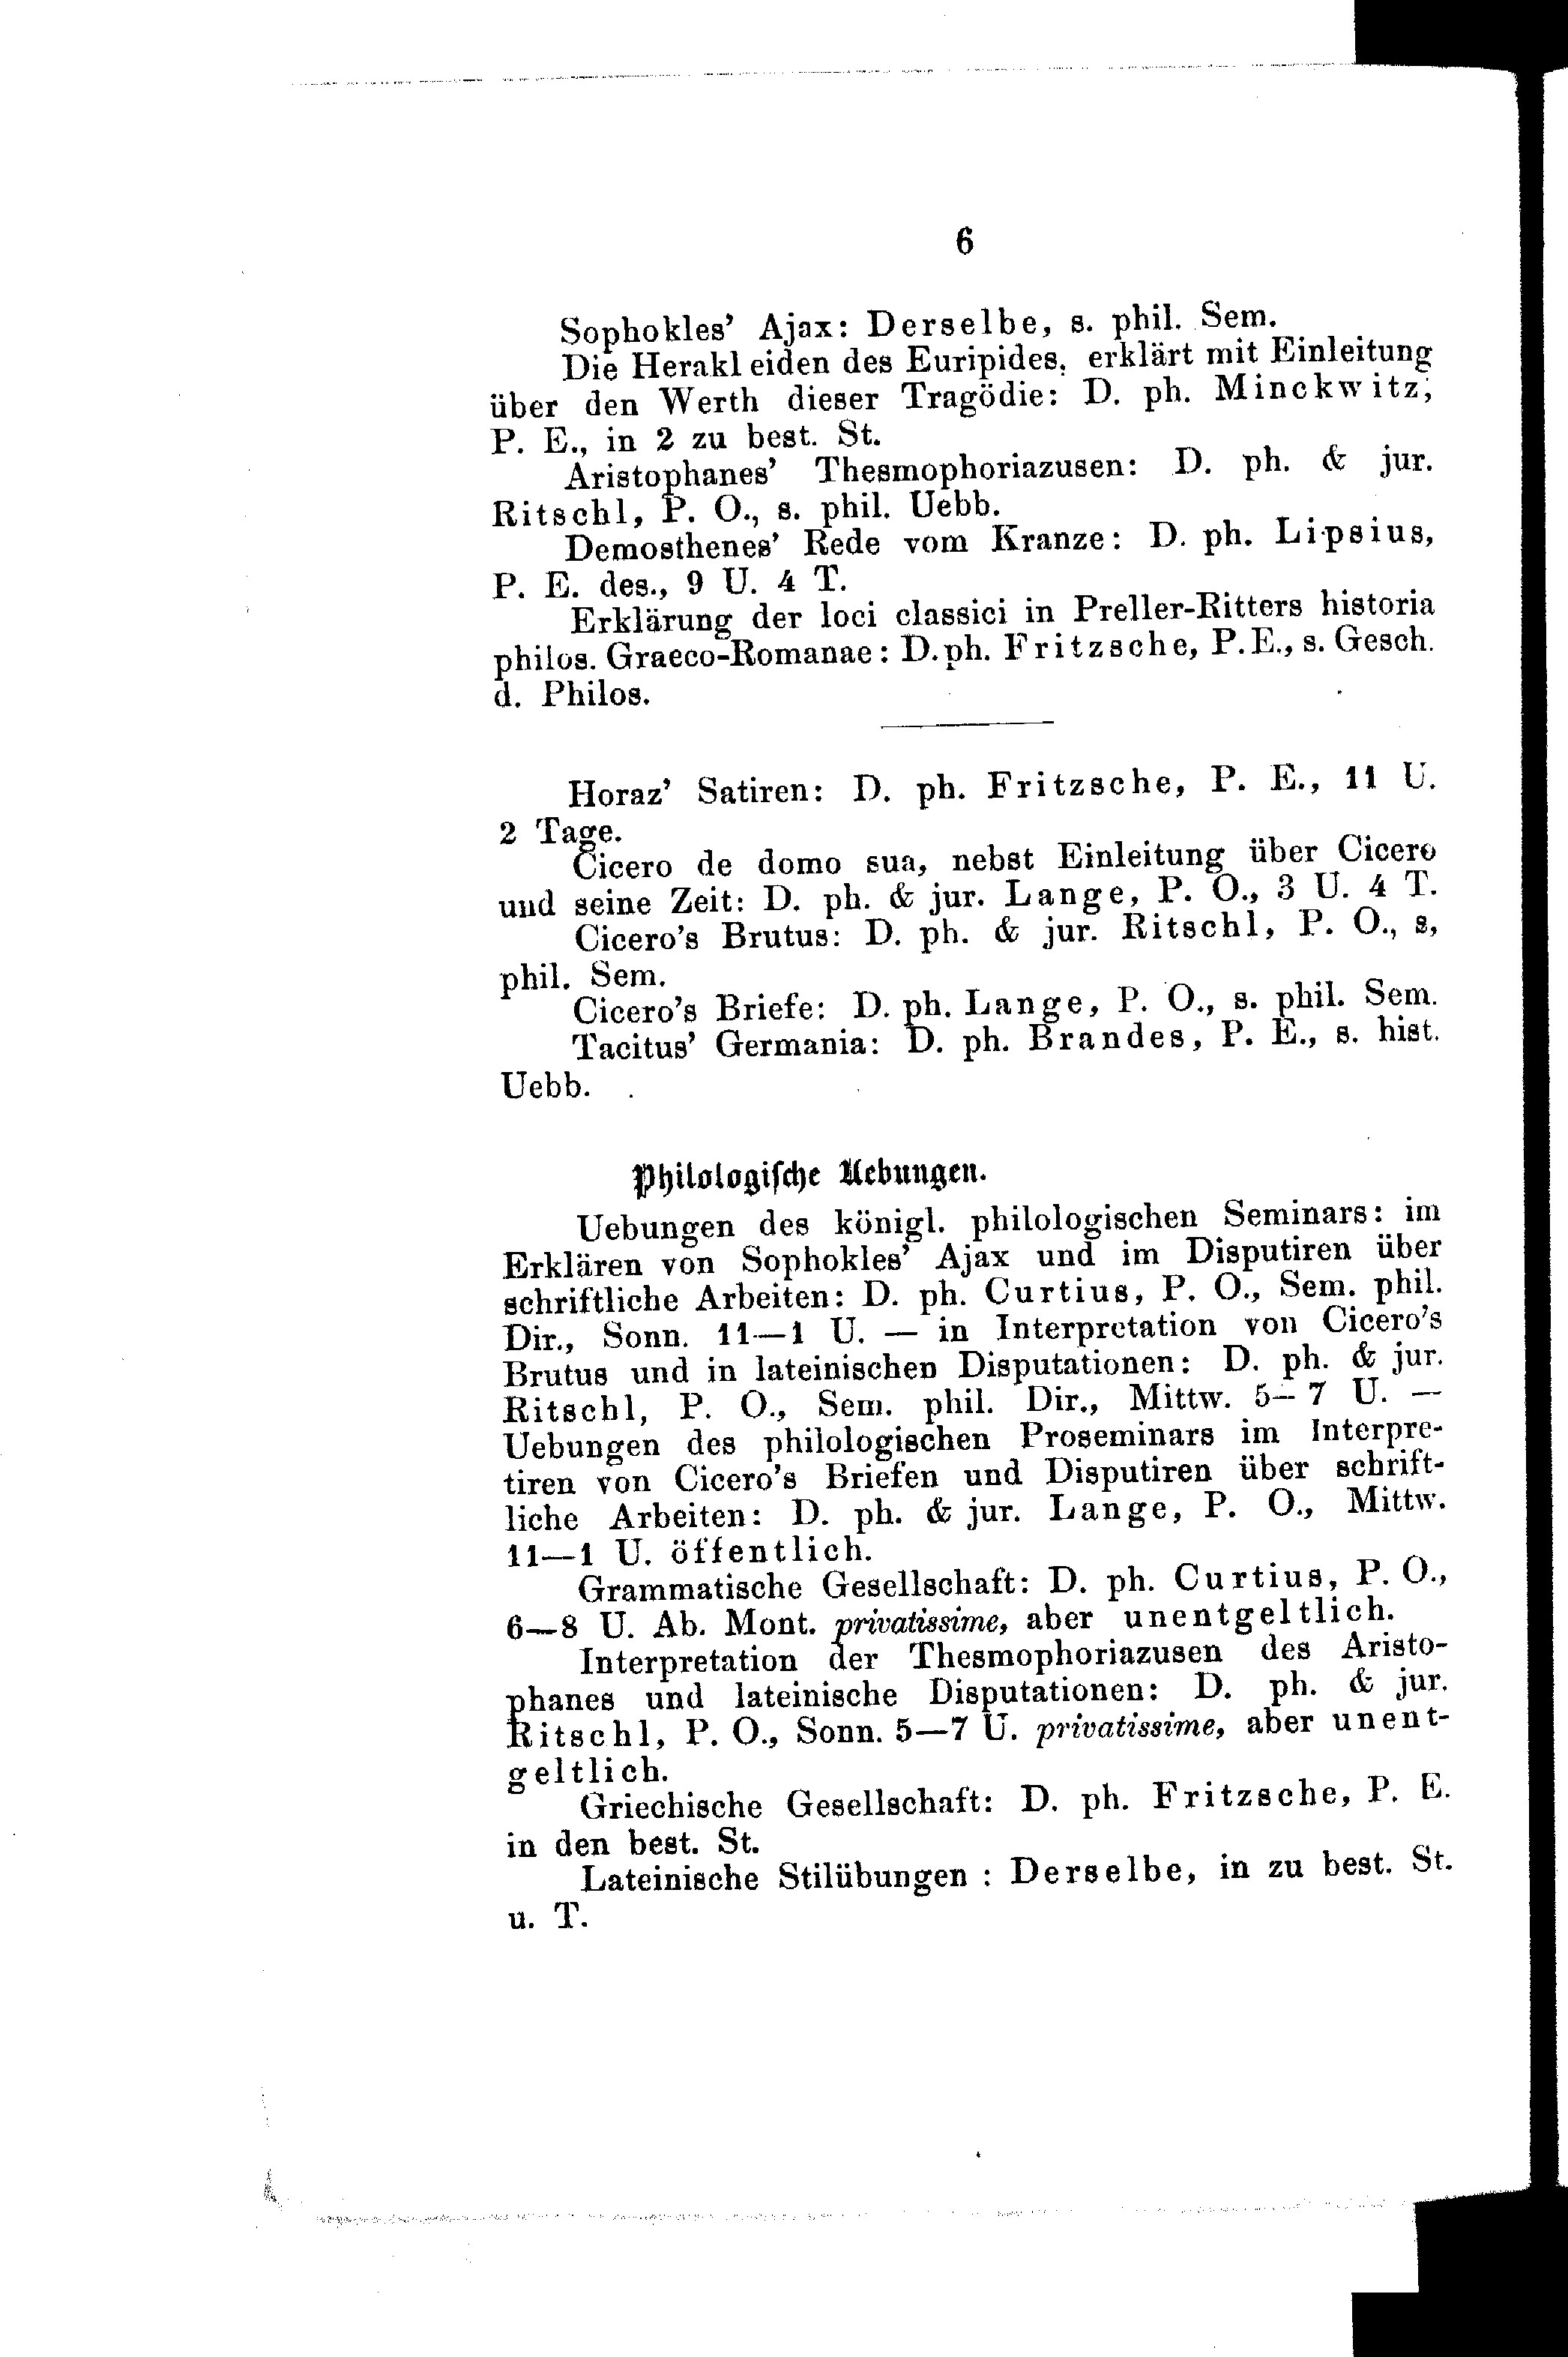 6
Sophokles' Ajax: Derselbe, s. phil. Sem.
Die Herakleiden des Euripides, erklärt mit Einleitung
über den Werth dieser Tragödie: D. ph. Minckwitz,
P. E., in 2 zu best. St.
Aristophanes' Thesmophoriazusen: D. ph. & jur.
Ritschl, P. O., s. phil. Uebb.
Demosthenes' Rede vom Kranze: D. ph. Lipsius,
P. E. des., 9 U. 4 T.
Erklärung der loci classici in Preller-Ritters historia
philos. Graeco-Romanae: D. ph. Fritzsche, P. E., s. Gesch.
d. Philos.
Horaz' Satiren: D. ph. Fritzsche, P. E., 11 U.
2 Tage.
Cicero de domo sua, nebst Einleitung über Cicero
und seine Zeit: D. ph. & jur. Lange, P. O., 3 U. 4 T.
Cicero's Brutus: D. ph. & jur. Ritschl, P. O., s,
phil. Sem.
Cicero's Briefe: D. ph. Lange, P. O., s. phil. Sem.
Tacitus' Germania: D. ph. Brandes, P. E., s. hist.
Uebb.
Philologische Uebungen.
Uebungen des königl. philologischen Seminars: im
Erklären von Sophokles' Ajax und im Disputiren über
schriftliche Arbeiten: D. ph. Curtius, P. O., Sem. phil.
Dir., Sonn. 11—1 U. — in Interpretation von Cicero's
Brutus und in lateinischen Disputationen: D. ph. & jur.
Ritschl, P. O., Sem. phil. Dir., Mittw. 5—7 U. —
Uebungen des philologischen Proseminars im Interpre-
tiren von Cicero's Briefen und Disputiren über schrift-
liche Arbeiten: D. ph. & jur. Lange, P. O., Mittw.
11—1 U. öffentlich.
Grammatische Gesellschaft: D. ph. Curtius, P. O.,
6—8 U. Ab. Mont. privatissime, aber unentgeltlich.
Interpretation der Thesmophoriazusen des Aristo-
phanes und lateinische Disputationen: D. ph. & jur.
Ritschl, P. O., Sonn. 5—7 U. privatissime, aber unent-
geltlich.
Griechische Gesellschaft: D. ph. Fritzsche, P. E.
in den best. St.
Lateinische Stilübungen : Derselbe, in zu best. St.
u. T.